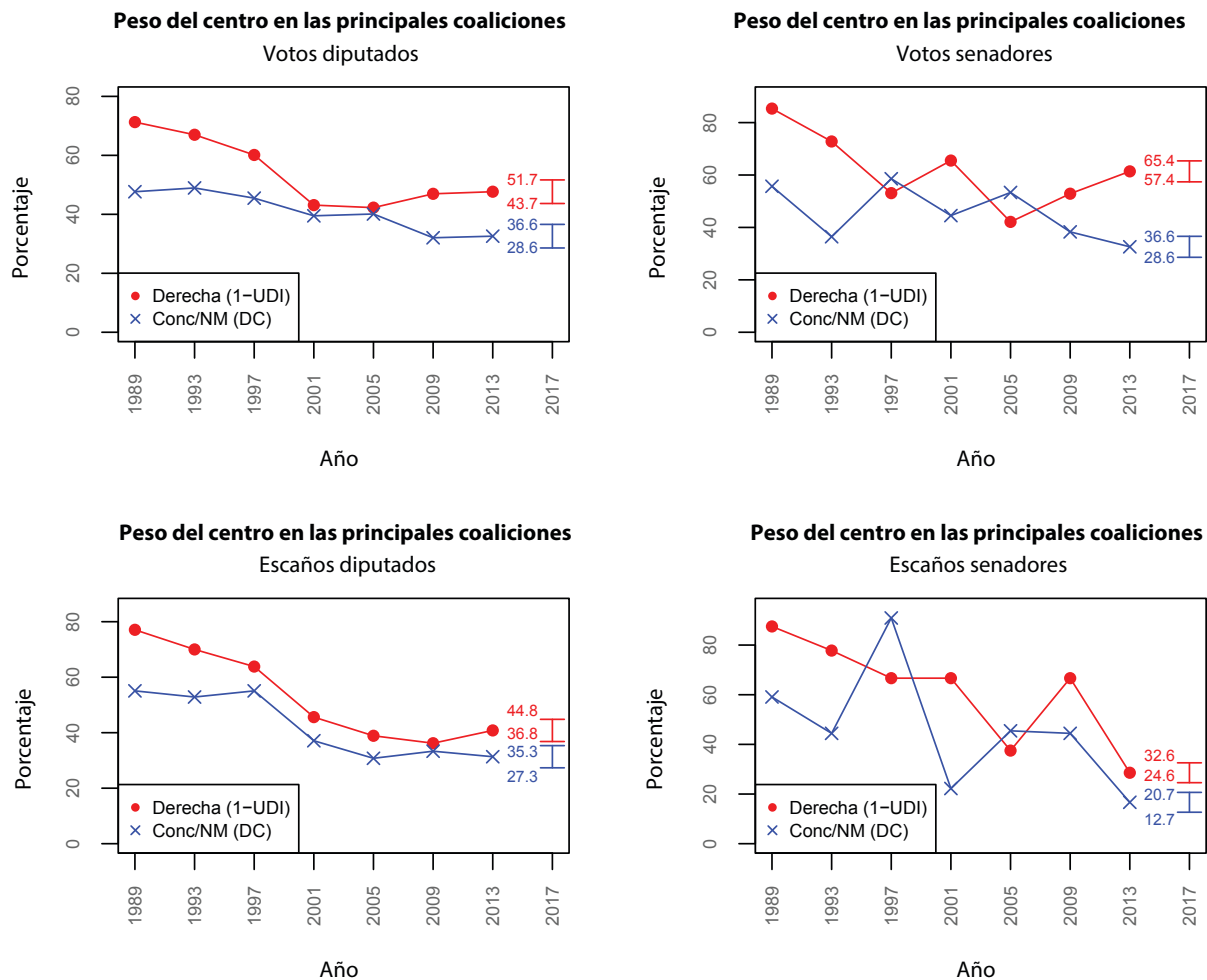 Peso del centro en las principales coaliciones
Votos diputados
Porcentaje
80
60
40
20
0
51.7
43.7
36.6
28.6
Derecha (1−UDI)
Conc/NM (DC)
1989
1993
1997
2001
2005
2009
2013
2017
Año
Peso del centro en las principales coaliciones
Votos senadores
Porcentaje
80
60
40
20
0
65.4
57.4
36.6
28.6
Derecha (1−UDI)
Conc/NM (DC)
1989
1993
1997
2001
2005
2009
2013
2017
Año
Peso del centro en las principales coaliciones
Escaños diputados
Porcentaje
80
60
40
20
0
44.8
36.8
35.3
27.3
Derecha (1−UDI)
Conc/NM (DC)
1989
1993
1997
2001
2005
2009
2013
2017
Año
Peso del centro en las principales coaliciones
Escaños senadores
Porcentaje
80
60
40
20
0
32.6
24.6
20.7
12.7
Derecha (1−UDI)
Conc/NM (DC)
1989
1993
1997
2001
2005
2009
2013
2017
Año